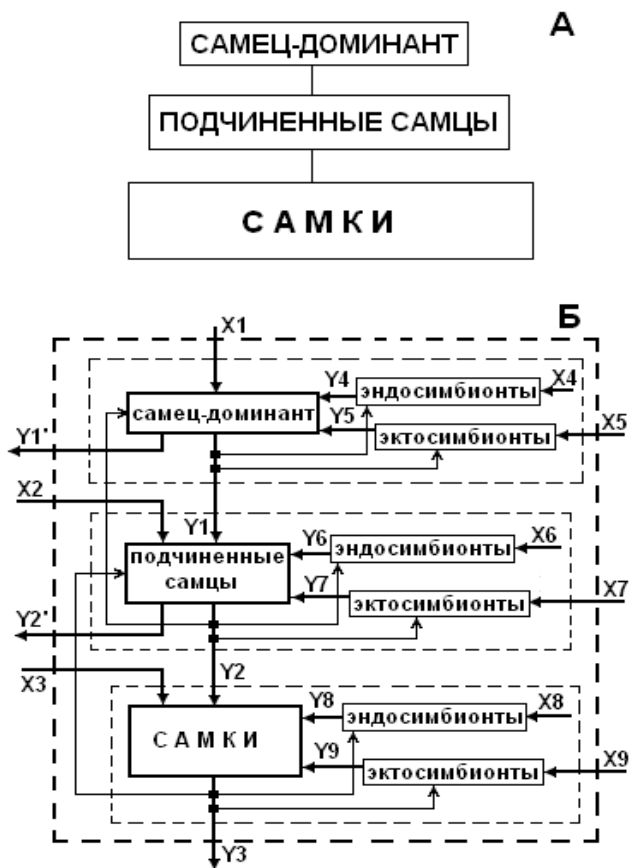 А
САМЕЦ-ДОМИНАНТ
ПОДЧИНЕННЫЕ САМЦЫ
САМКИ
Б
X1
Y4 эндосимбионты X4
самец-доминант
Y5 эктосимбионты X5
Y1'
X2
Y1
Y6 эндосимбионты X6
подчиненные
самцы
Y7 эктосимбионты X7
Y2'
X3
Y2
Y8 эндосимбионты X8
САМКИ
Y9 эктосимбионты X9
Y3